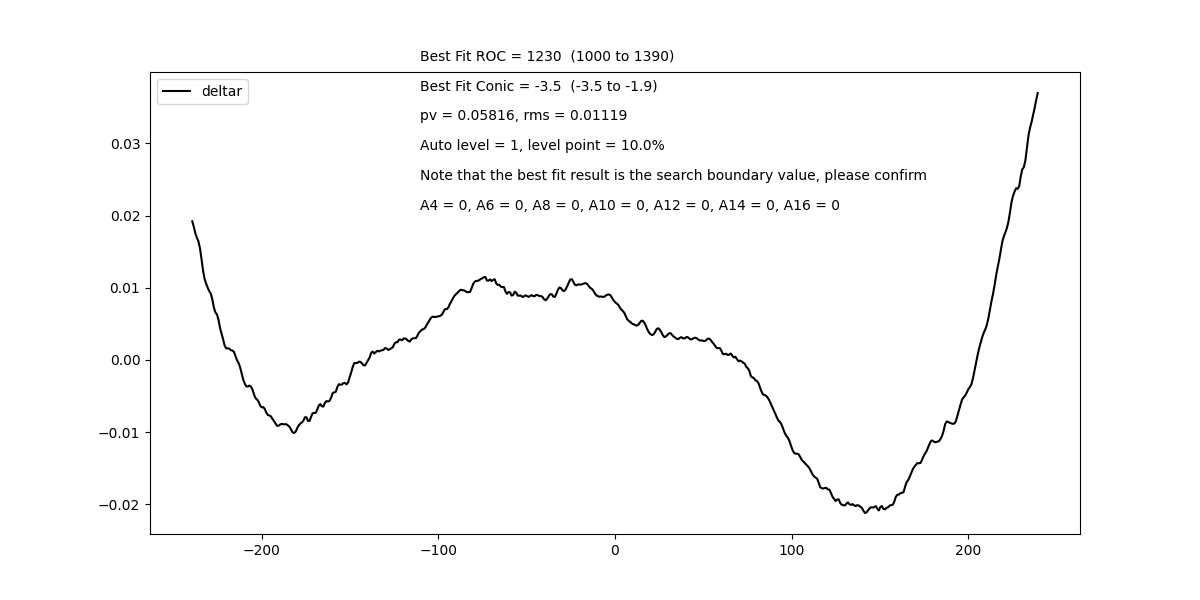 Best Fit ROC = 1230  (1000 to 1390)
deltar
Best Fit Conic = -3.5  (-3.5 to -1.9)
pv = 0.05816, rms = 0.01119
Auto level = 1, level point = 10.0%
Note that the best fit result is the search boundary value, please confirm
A4 = 0, A6 = 0, A8 = 0, A10 = 0, A12 = 0, A14 = 0, A16 = 0
0.03
0.02
0.01
0.00
−0.01
−0.02
−200
−100
0
100
200